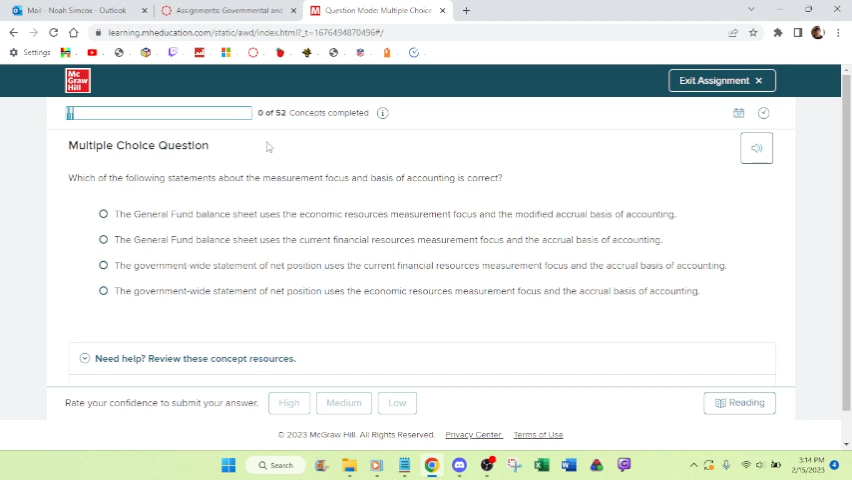 Mail - Noah Simcox - Outlook
Assignments: Governmental and
Question Mode: Multiple Choice
learning.mheducation.com/static/awd/index.html?_t=1676494870496#/
Settings
Mc
Graw
Hill
Exit Assignment
0 of 52 Concepts completed
Multiple Choice Question
Which of the following statements about the measurement focus and basis of accounting is correct?
The General Fund balance sheet uses the economic resources measurement focus and the modified accrual basis of accounting.
The General Fund balance sheet uses the current financial resources measurement focus and the accrual basis of accounting.
The government-wide statement of net position uses the current financial resources measurement focus and the accrual basis of accounting.
The government-wide statement of net position uses the economic resources measurement focus and the accrual basis of accounting.
Need help? Review these concept resources.
Rate your confidence to submit your answer.
High
Medium
Low
Reading
© 2023 McGraw Hill. All Rights Reserved.
Privacy Center
Terms of Use
Search
3:14 PM
2/15/2023
4